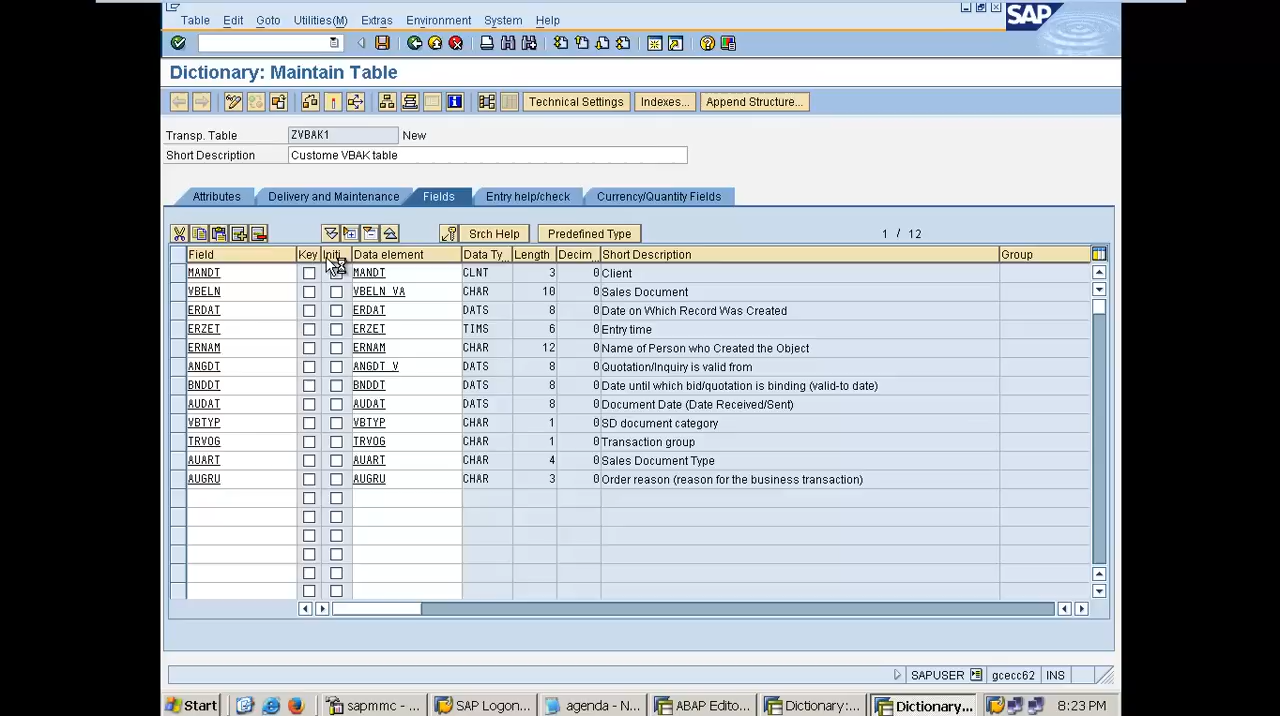 Table Edit Goto Utilities(M) Extras Environment System Help
SAP
Dictionary: Maintain Table
Technical Settings Indexes... Append Structure...
Transp. Table ZVBAK1 New
Short Description Custome VBAK table
Attributes Delivery and Maintenance Fields Entry help/check Currency/Quantity Fields
Srch Help Predefined Type 1 / 12
Field Key Initi Data element Data Ty... Length Decim... Short Description Group
MANDT MANDT CLNT 3 0 Client
VBELN VBELN_VA CHAR 10 0 Sales Document
ERDAT ERDAT DATS 8 0 Date on Which Record Was Created
ERZET ERZET TIMS 6 0 Entry time
ERNAM ERNAM CHAR 12 0 Name of Person who Created the Object
ANGDT ANGDT_V DATS 8 0 Quotation/Inquiry is valid from
BNDDT BNDDT DATS 8 0 Date until which bid/quotation is binding (valid-to date)
AUDAT AUDAT DATS 8 0 Document Date (Date Received/Sent)
VBTYP VBTYP CHAR 1 0 SD document category
TRVOG TRVOG CHAR 1 0 Transaction group
AUART AUART CHAR 4 0 Sales Document Type
AUGRU AUGRU CHAR 3 0 Order reason (reason for the business transaction)
SAPUSER gcecc62 INS
Start sapmmc - ... SAP Logon... agenda - N... ABAP Edito... Dictionary:... Dictionary... 8:23 PM